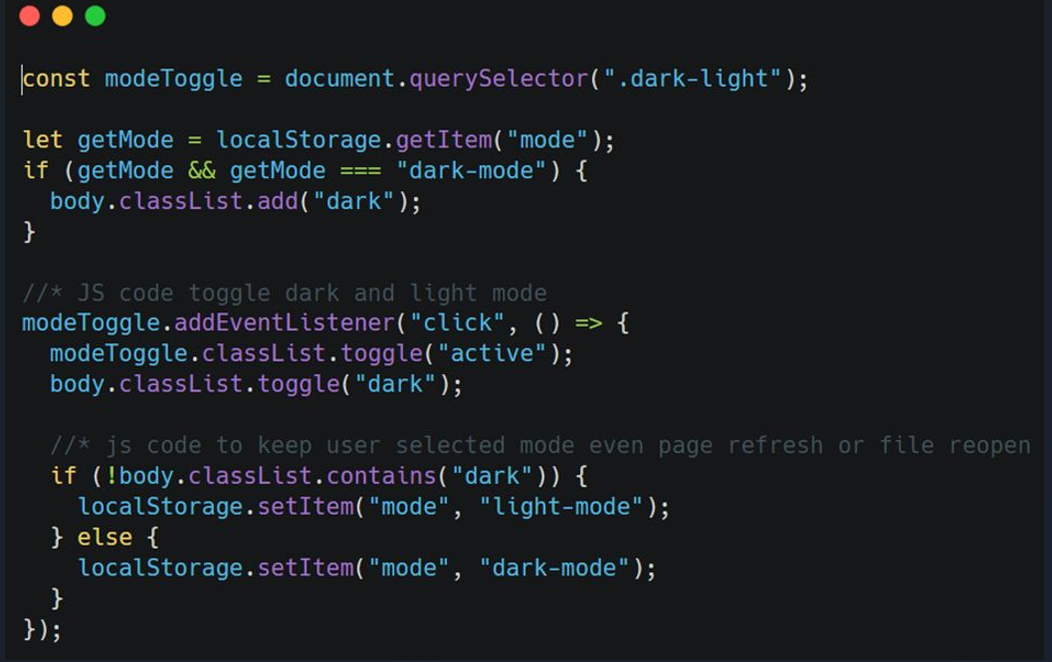 const modeToggle = document.querySelector(".dark-light");

let getMode = localStorage.getItem("mode");
if (getMode && getMode === "dark-mode") {
  body.classList.add("dark");
}

//* JS code toggle dark and light mode
modeToggle.addEventListener("click", () => {
  modeToggle.classList.toggle("active");
  body.classList.toggle("dark");

  //* js code to keep user selected mode even page refresh or file reopen
  if (!body.classList.contains("dark")) {
    localStorage.setItem("mode", "light-mode");
  } else {
    localStorage.setItem("mode", "dark-mode");
  }
});